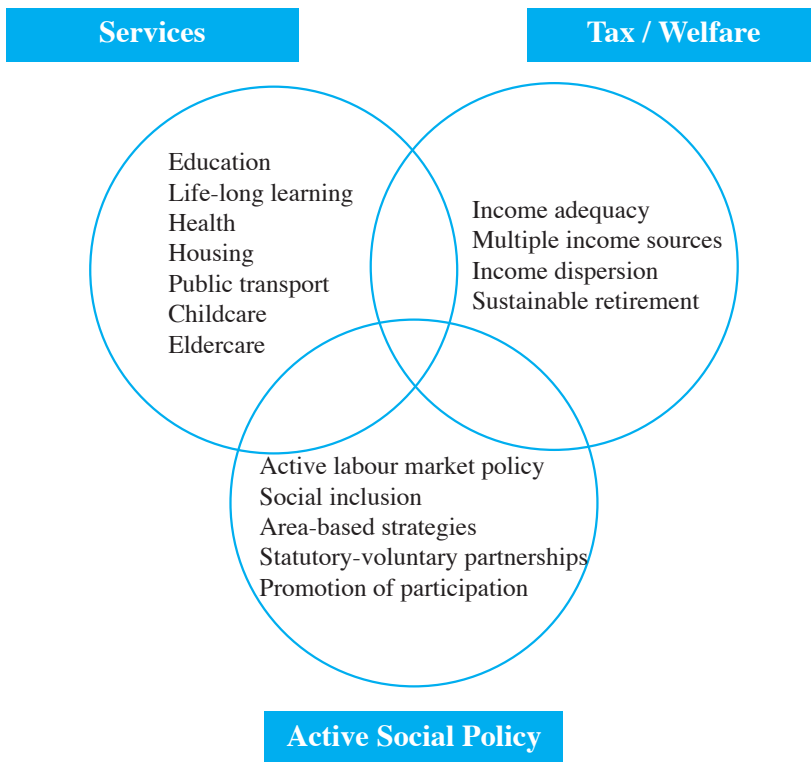 Services
Tax / Welfare
Education
Life-long learning
Health
Housing
Public transport
Childcare
Eldercare
Income adequacy
Multiple income sources
Income dispersion
Sustainable retirement
Active labour market policy
Social inclusion
Area-based strategies
Statutory-voluntary partnerships
Promotion of participation
Active Social Policy